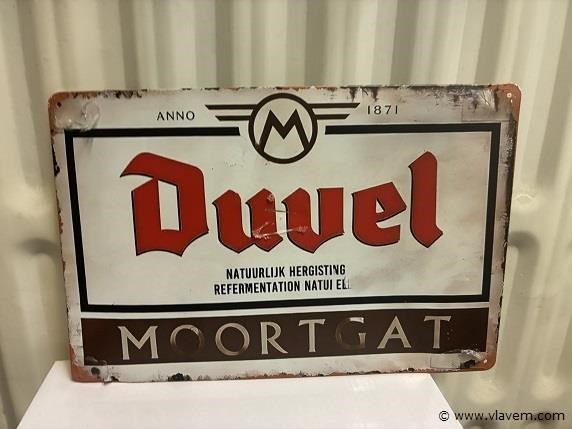 ANNO M 1871
Duvel
NATUURLIJK HERGISTING
REFERMENTATION
MOORTGAT
© www.vlavem.com